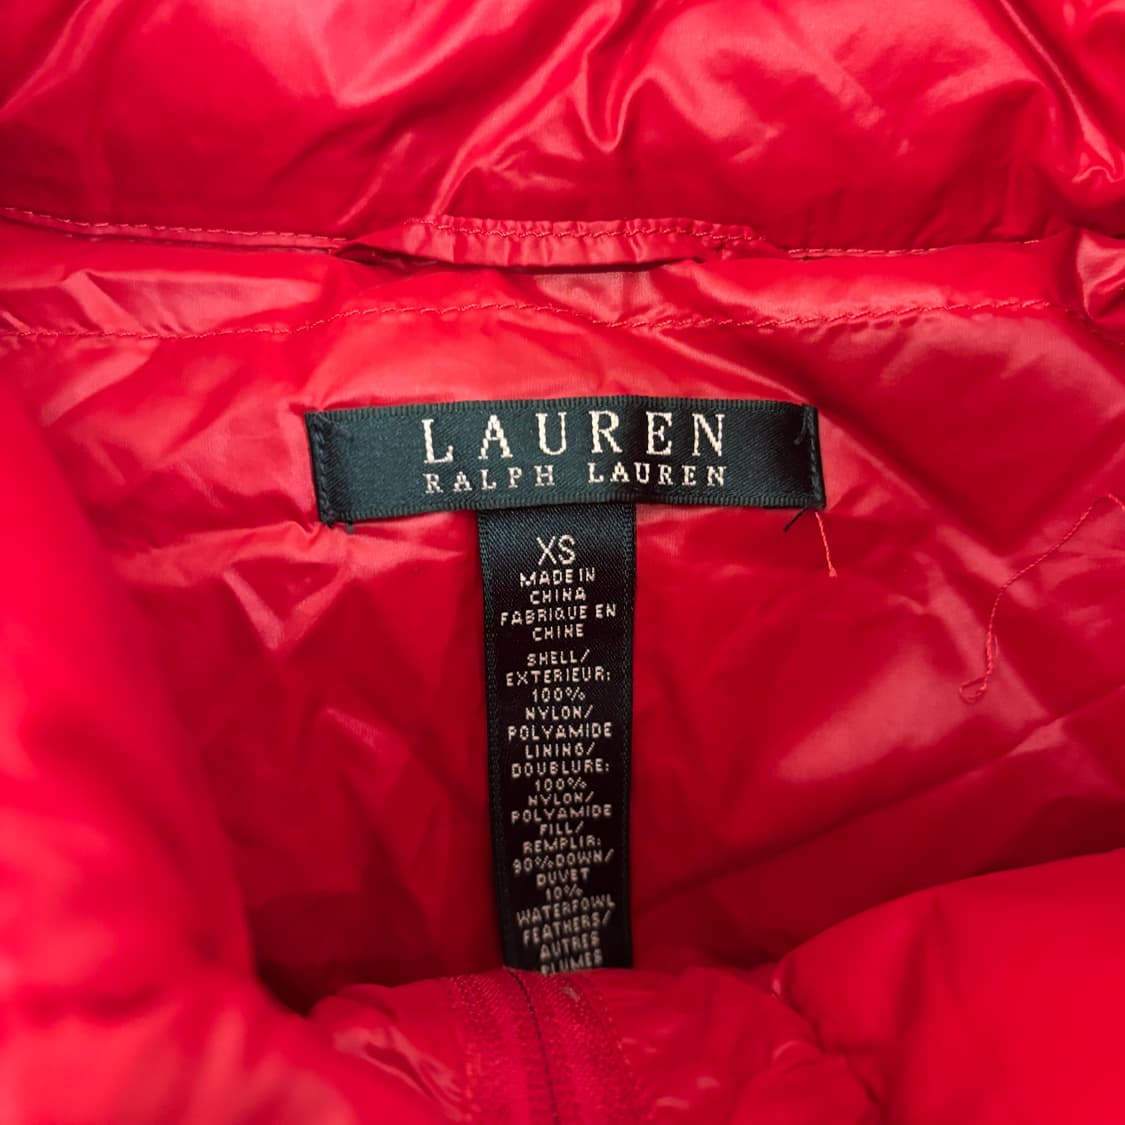 LAUREN
RALPH LAUREN
XS
MADE IN
CHINA
FABRIQUE EN
CHINE
SHELL/
EXTERIEUR:
100%
NYLON/
POLYAMIDE
LINING/
DOUBLURE:
100%
NYLON/
POLYAMIDE
FILL/
REMPLIR:
90%DOWN/
DUVET
10%
WATERFOWL
FEATHERS/
AUTRES
PLUMES